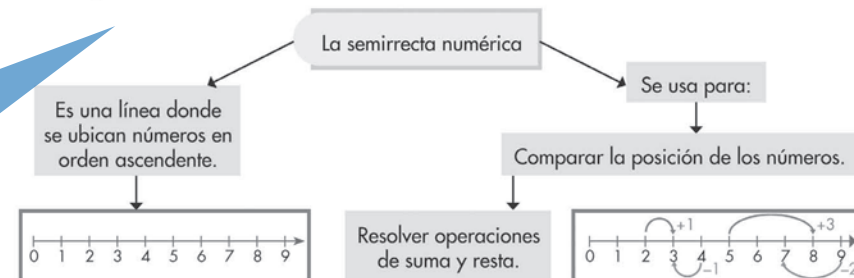 La semirrecta numérica
Es una línea donde
se ubican números en
orden ascendente.
Se usa para:
Comparar la posición de los números.
0 1 2 3 4 5 6 7 8 9
Resolver operaciones
de suma y resta.
+1 +3
0 1 2 3 4 5 6 7 8 9
-1 -2